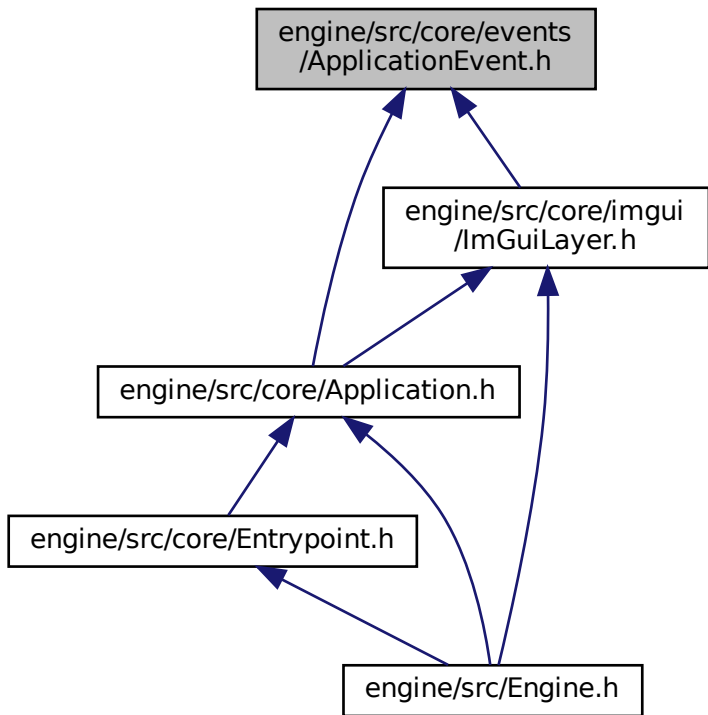 engine/src/core/events
/ApplicationEvent.h
engine/src/core/imgui
/ImGuiLayer.h
engine/src/core/Application.h
engine/src/core/Entrypoint.h
engine/src/Engine.h